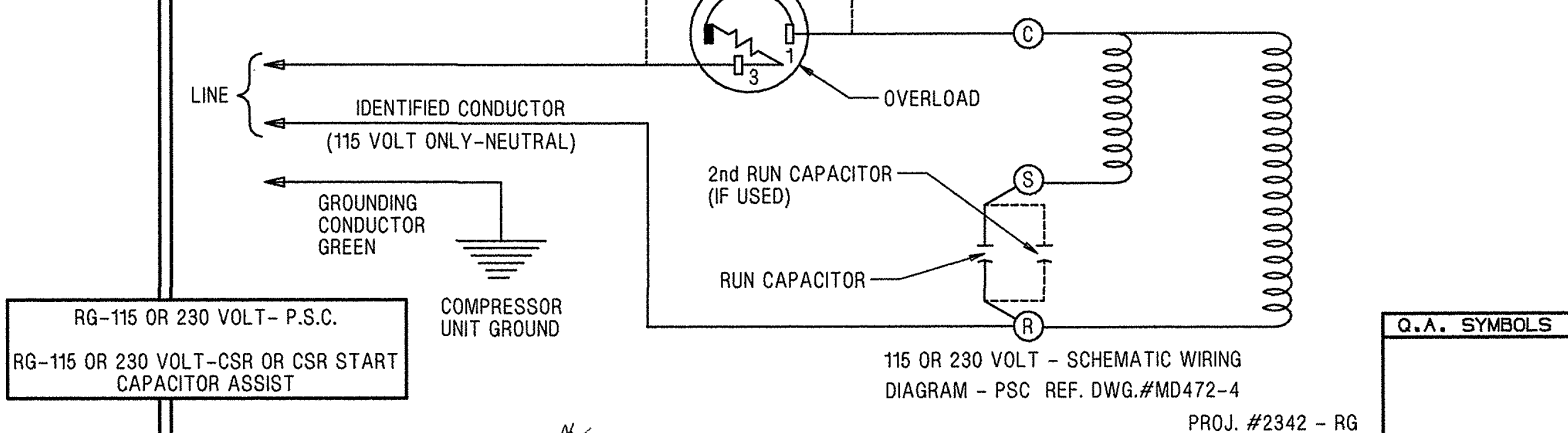 C
1
3
LINE
OVERLOAD
IDENTIFIED CONDUCTOR
(115 VOLT ONLY-NEUTRAL)
2nd RUN CAPACITOR
(IF USED)
S
GROUNDING
CONDUCTOR
GREEN
RUN CAPACITOR
COMPRESSOR
UNIT GROUND
R
RG-115 OR 230 VOLT- P.S.C.
RG-115 OR 230 VOLT-CSR OR CSR START
CAPACITOR ASSIST
115 OR 230 VOLT - SCHEMATIC WIRING
DIAGRAM - PSC REF. DWG.#MD472-4
PROJ. #2342 - RG
Q.A. SYMBOLS